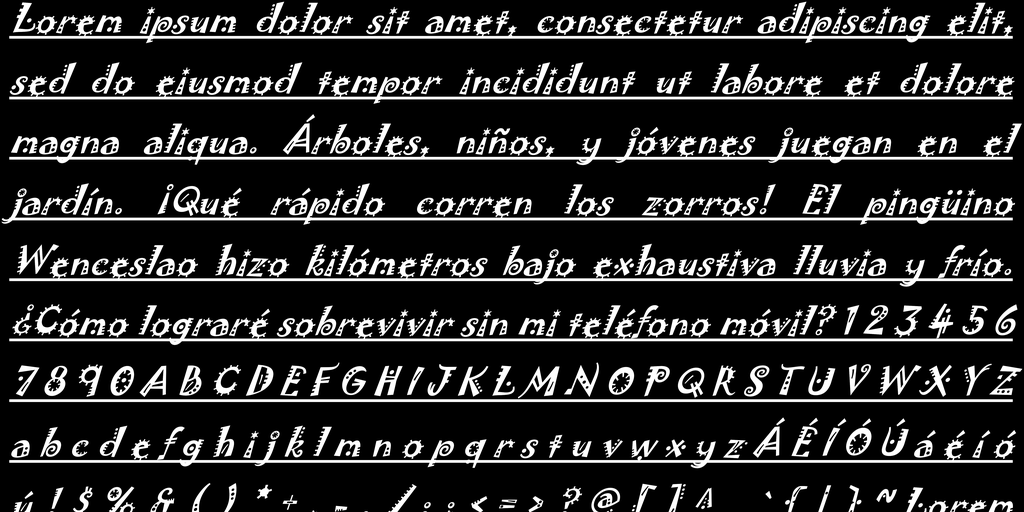 Lorem ipsum dolor sit amet, consectetur adipiscing elit,
sed do eiusmod tempor incididunt ut labore et dolore
magna aliqua. Árboles, niños, y jóvenes juegan en el
jardín. ¡Qué rápido corren los zorros! El pingüino
Wenceslao hizo kilómetros bajo exhaustiva lluvia y frío.
¿Cómo lograré sobrevivir sin mi teléfono móvil? 1 2 3 4 5 6
7 8 9 0 A B C D E F G H I J K L M N O P Q R S T U V W X Y Z
a b c d e f g h i j k l m n o p q r s t u v w x y z Á É Í Ó Ú á é í ó
ú ! $ % & ( ) * + , - . / : ; < = > ? @ [ ] ^ _ ` { | } ~ Lorem